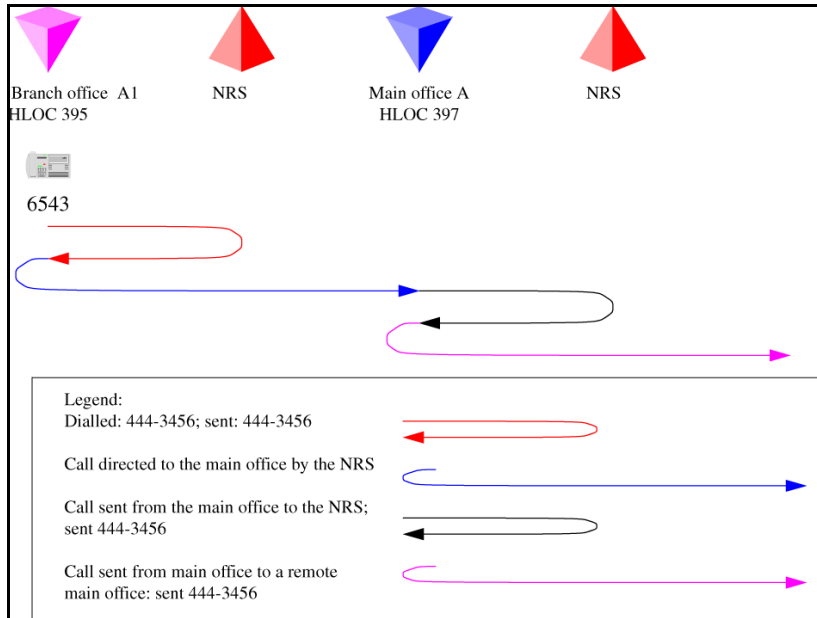 Branch office A1 NRS Main office A NRS
HLOC 395 HLOC 397
6543
Legend:
Dialled: 444-3456; sent: 444-3456
Call directed to the main office by the NRS
Call sent from the main office to the NRS;
sent 444-3456
Call sent from main office to a remote
main office: sent 444-3456